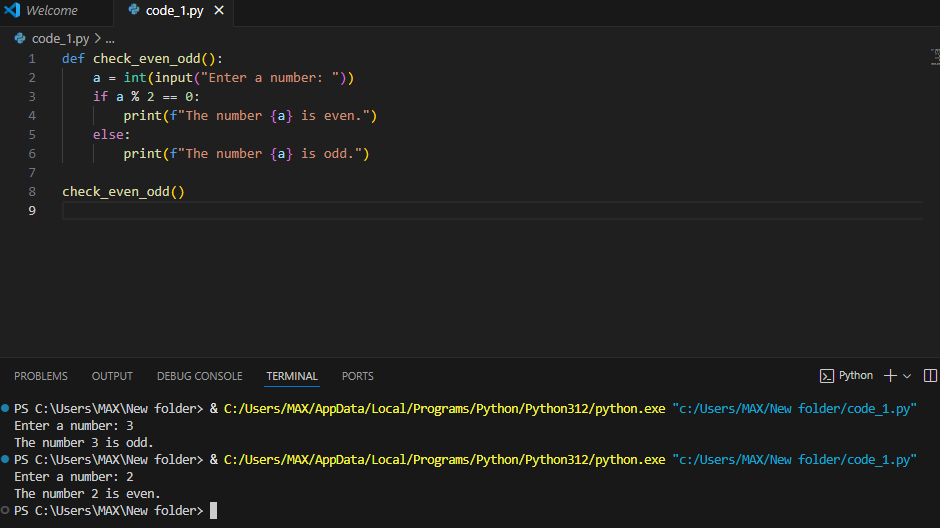 Welcome
code_1.py
code_1.py > ...
1 def check_even_odd():
2     a = int(input("Enter a number: "))
3     if a % 2 == 0:
4         print(f"The number {a} is even.")
5     else:
6         print(f"The number {a} is odd.")
7
8 check_even_odd()
9
PROBLEMS OUTPUT DEBUG CONSOLE TERMINAL PORTS Python
PS C:\Users\MAX\New folder> & C:/Users/MAX/AppData/Local/Programs/Python/Python312/python.exe "c:/Users/MAX/New folder/code_1.py"
Enter a number: 3
The number 3 is odd.
PS C:\Users\MAX\New folder> & C:/Users/MAX/AppData/Local/Programs/Python/Python312/python.exe "c:/Users/MAX/New folder/code_1.py"
Enter a number: 2
The number 2 is even.
PS C:\Users\MAX\New folder>